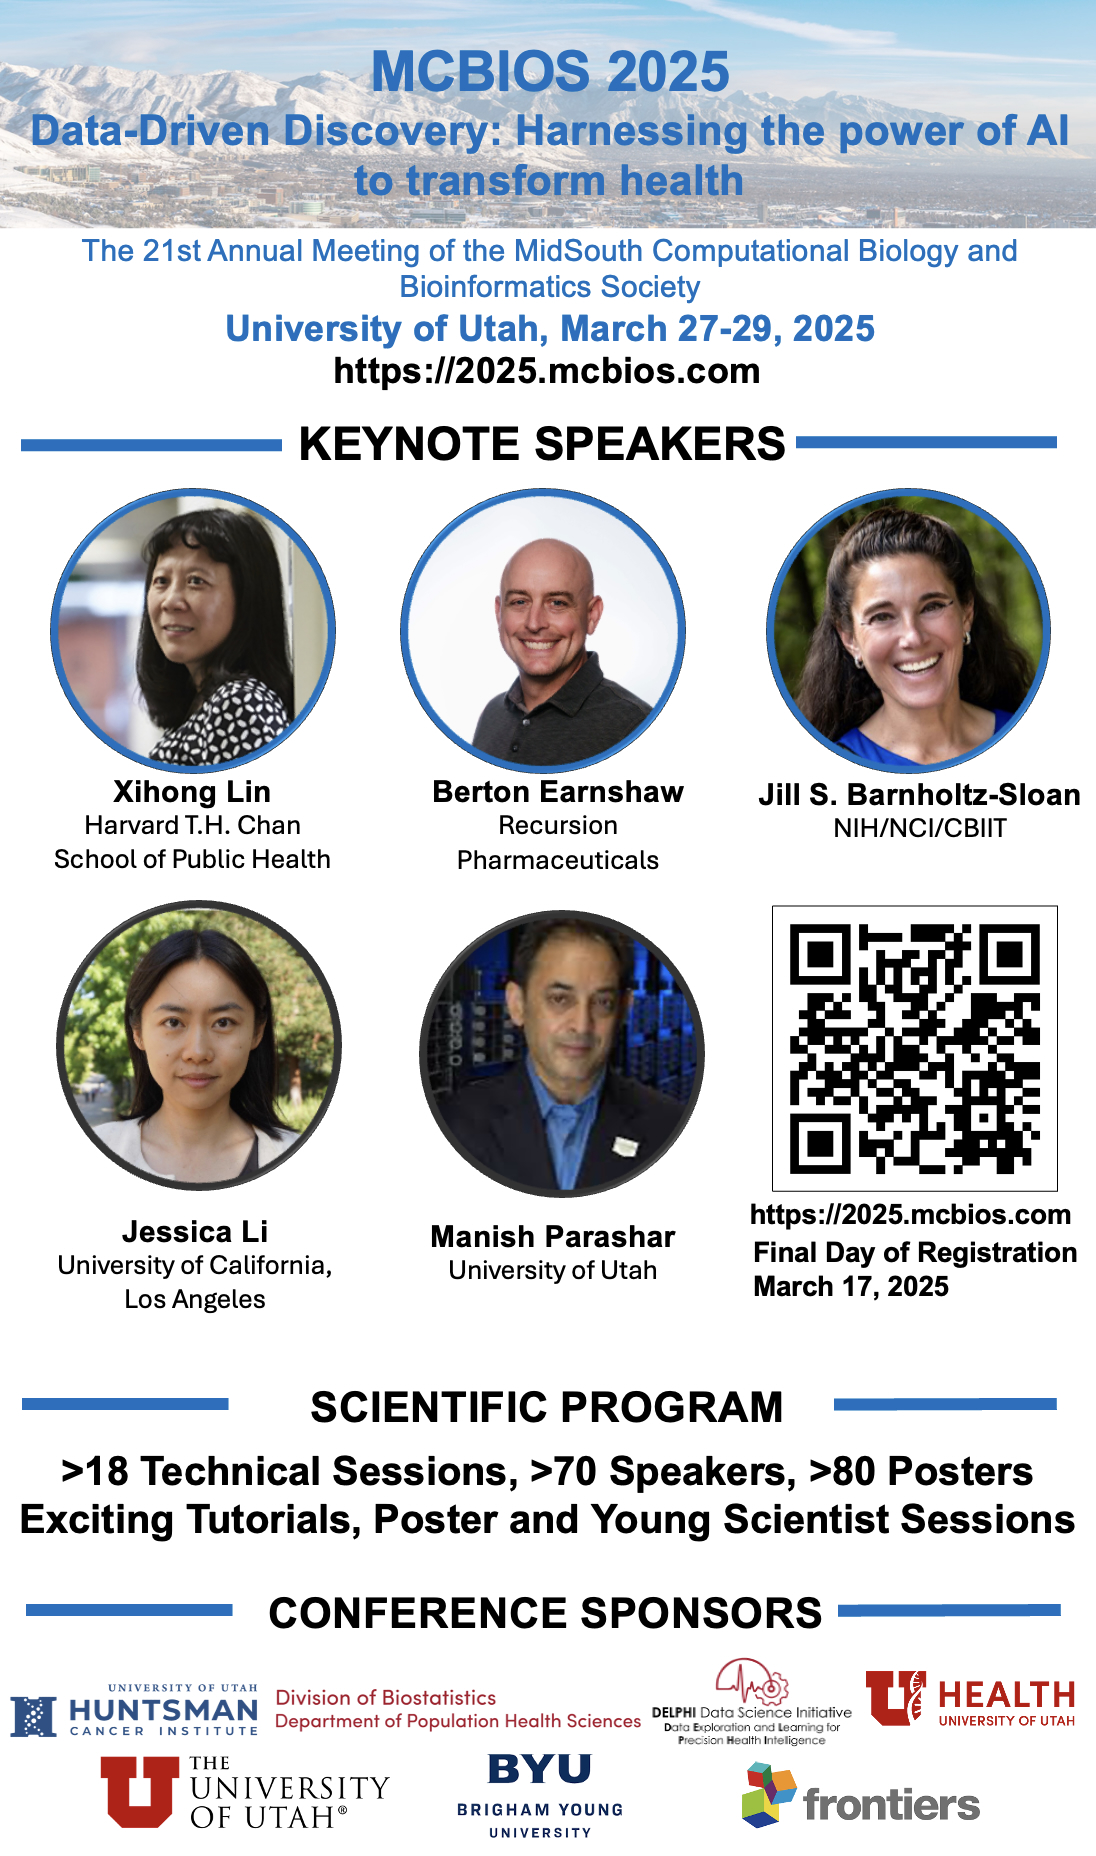 MCBIOS 2025
Data-Driven Discovery: Harnessing the power of AI
to transform health
The 21st Annual Meeting of the MidSouth Computational Biology and
Bioinformatics Society
University of Utah, March 27-29, 2025
https://2025.mcbios.com
KEYNOTE SPEAKERS
Xihong Lin
Harvard T.H. Chan
School of Public Health
Berton Earnshaw
Recursion
Pharmaceuticals
Jill S. Barnholtz-Sloan
NIH/NCI/CBIIT
Jessica Li
University of California,
Los Angeles
Manish Parashar
University of Utah
https://2025.mcbios.com
Final Day of Registration
March 17, 2025
SCIENTIFIC PROGRAM
>18 Technical Sessions, >70 Speakers, >80 Posters
Exciting Tutorials, Poster and Young Scientist Sessions
CONFERENCE SPONSORS
UNIVERSITY OF UTAH
HUNTSMAN
CANCER INSTITUTE
Division of Biostatistics
Department of Population Health Sciences
DELPHI Data Science Initiative
Data Exploration and Learning for
Precision Health Intelligence
U HEALTH
UNIVERSITY OF UTAH
U THE
UNIVERSITY
OF UTAH®
BYU
BRIGHAM YOUNG
UNIVERSITY
frontiers